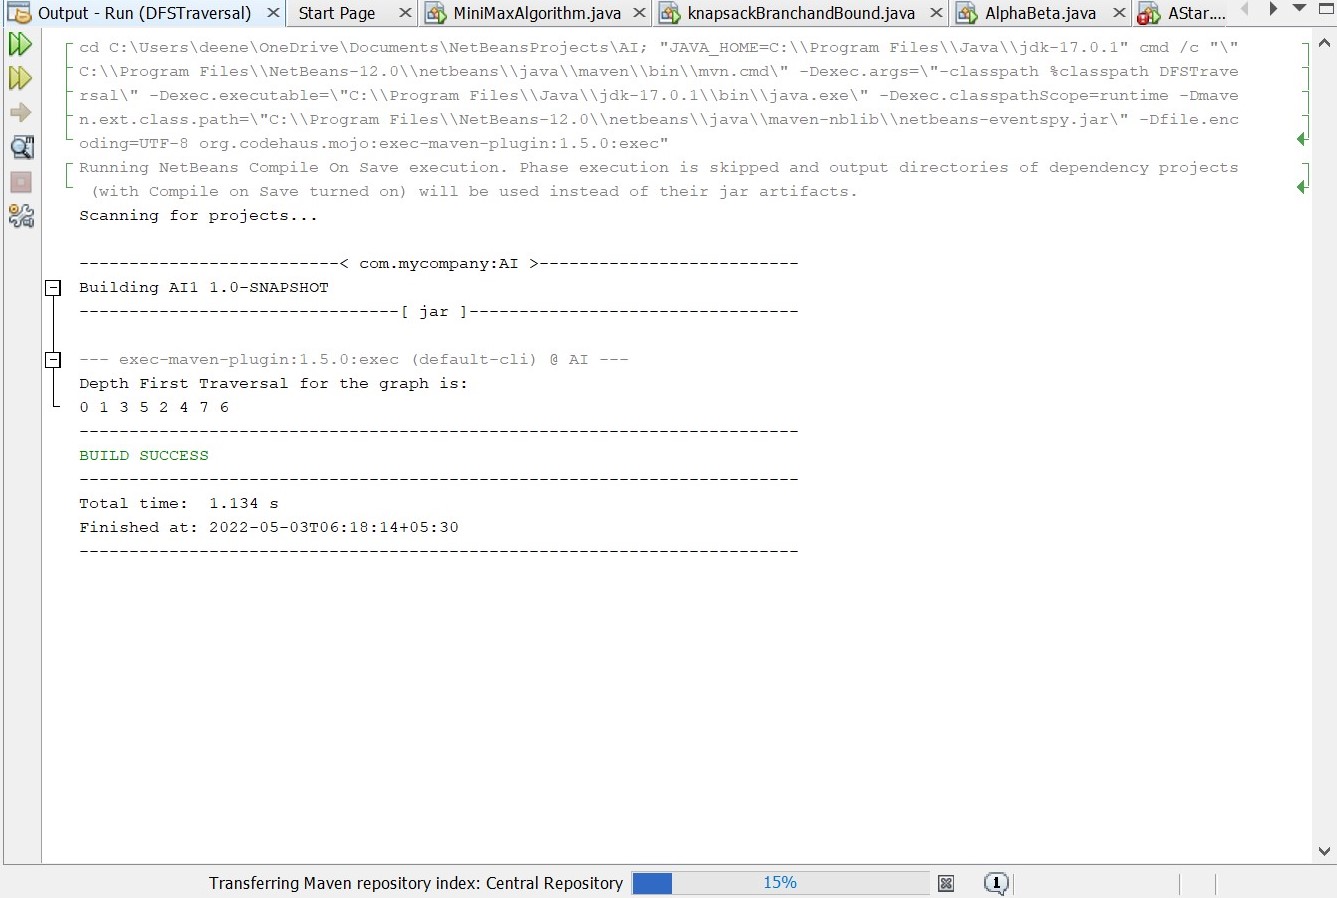 Output - Run (DFSTraversal)
Start Page
MiniMaxAlgorithm.java
knapsackBranchandBound.java
AlphaBeta.java
AStar....
cd C:\Users\deene\OneDrive\Documents\NetBeansProjects\AI; "JAVA_HOME=C:\\Program Files\\Java\\jdk-17.0.1" cmd /c "\"
C:\\Program Files\\NetBeans-12.0\\netbeans\\java\\maven\\bin\\mvn.cmd\" -Dexec.args=\"-classpath %classpath DFSTrave
rsal\" -Dexec.executable=\"C:\\Program Files\\Java\\jdk-17.0.1\\bin\\java.exe\" -Dexec.classpathScope=runtime -Dmave
n.ext.class.path=\"C:\\Program Files\\NetBeans-12.0\\netbeans\\java\\maven-nblib\\netbeans-eventspy.jar\" -Dfile.enc
oding=UTF-8 org.codehaus.mojo:exec-maven-plugin:1.5.0:exec"
Running NetBeans Compile On Save execution. Phase execution is skipped and output directories of dependency projects
(with Compile on Save turned on) will be used instead of their jar artifacts.
Scanning for projects...
--------------------------< com.mycompany:AI >--------------------------
Building AI1 1.0-SNAPSHOT
--------------------------------[ jar ]---------------------------------
--- exec-maven-plugin:1.5.0:exec (default-cli) @ AI ---
Depth First Traversal for the graph is:
0 1 3 5 2 4 7 6
------------------------------------------------------------------------
BUILD SUCCESS
------------------------------------------------------------------------
Total time:  1.134 s
Finished at: 2022-05-03T06:18:14+05:30
------------------------------------------------------------------------
Transferring Maven repository index: Central Repository
15%
1